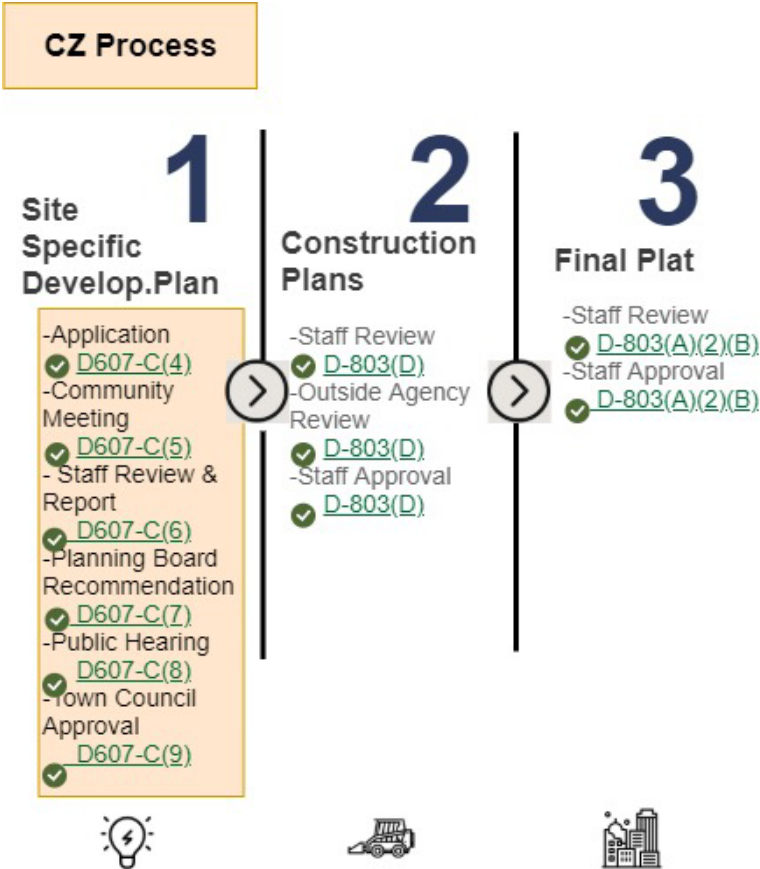 CZ Process
1
Site
Specific
Develop.Plan
-Application
D607-C(4)
-Community
Meeting
D607-C(5)
- Staff Review &
Report
D607-C(6)
-Planning Board
Recommendation
D607-C(7)
-Public Hearing
D607-C(8)
-Town Council
Approval
D607-C(9)
2
Construction
Plans
-Staff Review
D-803(D)
-Outside Agency
Review
D-803(D)
-Staff Approval
D-803(D)
3
Final Plat
-Staff Review
D-803(A)(2)(B)
-Staff Approval
D-803(A)(2)(B)